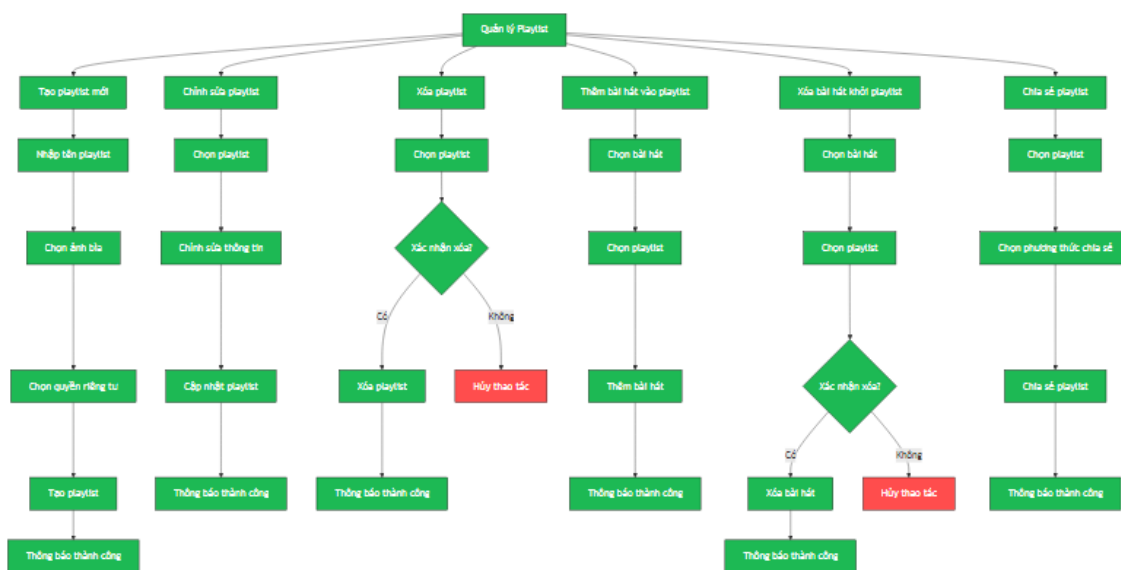 Quản lý Playlist
Tạo playlist mới
Chỉnh sửa playlist
Xóa playlist
Thêm bài hát vào playlist
Xóa bài hát khỏi playlist
Chia sẻ playlist
Nhập tên playlist
Chọn playlist
Chọn playlist
Chọn bài hát
Chọn bài hát
Chọn playlist
Chọn ảnh bìa
Chỉnh sửa thông tin
Xác nhận xóa?
Chọn playlist
Chọn playlist
Chọn phương thức chia sẻ
Có
Không
Chọn quyền riêng tư
Cập nhật playlist
Xóa playlist
Hủy thao tác
Thêm bài hát
Xác nhận xóa?
Chia sẻ playlist
Có
Không
Tạo playlist
Thông báo thành công
Thông báo thành công
Thông báo thành công
Xóa bài hát
Hủy thao tác
Thông báo thành công
Thông báo thành công
Thông báo thành công